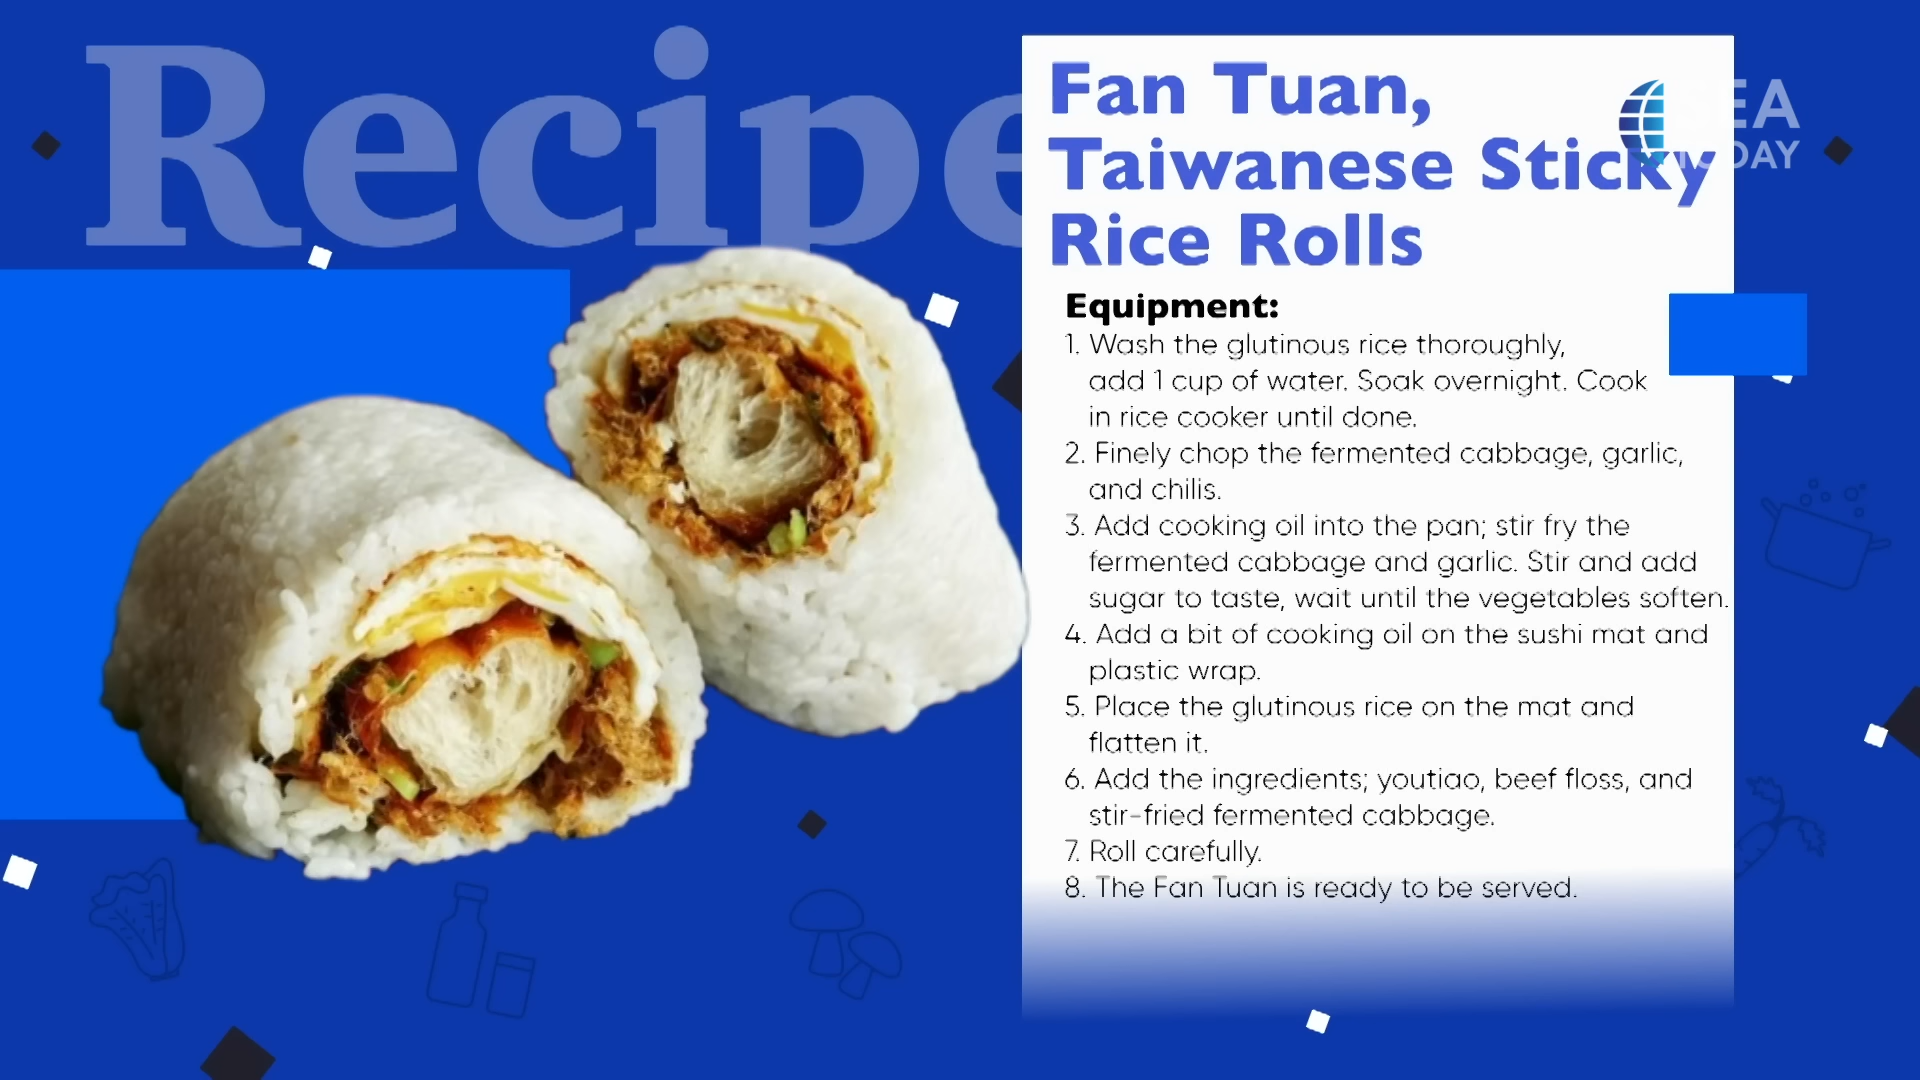 Recipe
Fan Tuan,
Taiwanese Sticky
Rice Rolls
EA
TODAY
Equipment:
1. Wash the glutinous rice thoroughly,
add 1 cup of water. Soak overnight. Cook
in rice cooker until done.
2. Finely chop the fermented cabbage, garlic,
and chilis.
3. Add cooking oil into the pan; stir fry the
fermented cabbage and garlic. Stir and add
sugar to taste, wait until the vegetables soften.
4. Add a bit of cooking oil on the sushi mat and
plastic wrap.
5. Place the glutinous rice on the mat and
flatten it.
6. Add the ingredients; youtiao, beef floss, and
stir-fried fermented cabbage.
7. Roll carefully.
8. The Fan Tuan is ready to be served.